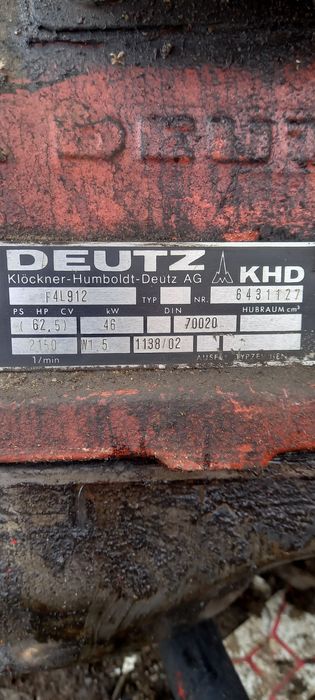 DEU
DEUTZ KHD
Klöckner-Humboldt-Deutz AG
F4L912 TYP NR. 6431127
PS HP CV kW DIN HUBRAUM cm³
( 62,5) 46 70020
2150 N1,5 1138/02
1/min